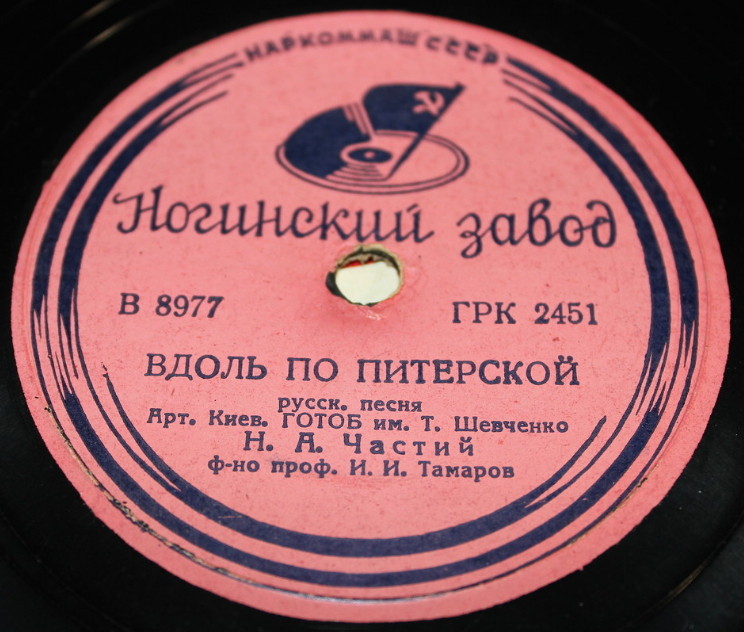 НАРКОММАШ СССР
Ногинский завод
В 8977 ГРК 2451
ВДОЛЬ ПО ПИТЕРСКОЙ
русск. песня
Арт. Киев. ГОТОБ им. Т. Шевченко
Н. А. Частий
ф-но проф. И. И. Тамаров